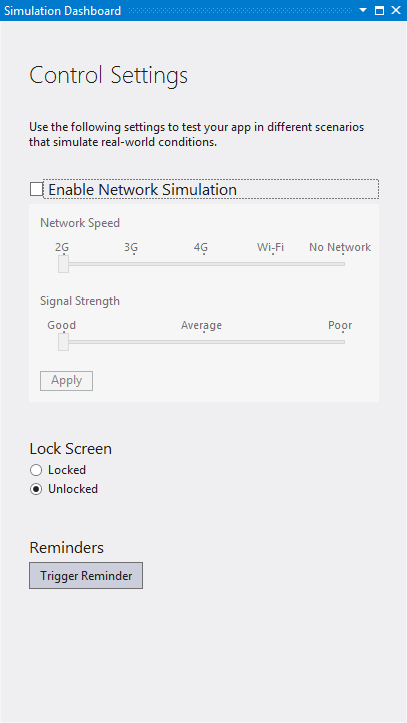 Simulation Dashboard
Control Settings
Use the following settings to test your app in different scenarios
that simulate real-world conditions.
Enable Network Simulation
Network Speed
2G 3G 4G Wi-Fi No Network
Signal Strength
Good Average Poor
Apply
Lock Screen
Locked
Unlocked
Reminders
Trigger Reminder